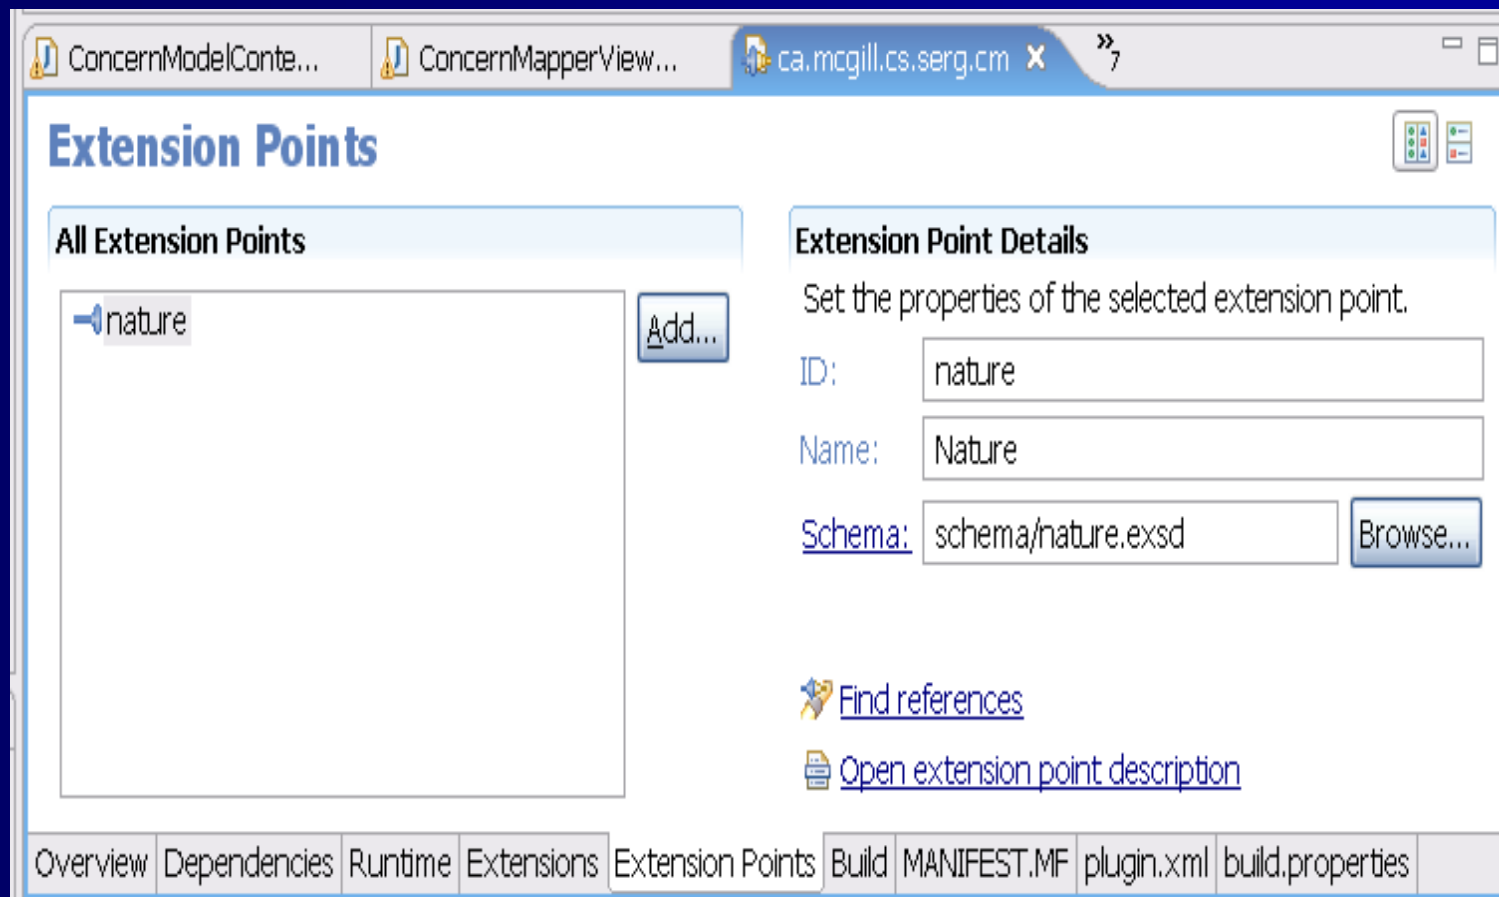 ConcernModelConte...
ConcernMapperView...
ca.mcgill.cs.serg.cm
»7
Extension Points
All Extension Points
nature
Add...
Extension Point Details
Set the properties of the selected extension point.
ID:
nature
Name:
Nature
Schema:
schema/nature.exsd
Browse...
Find references
Open extension point description
Overview
Dependencies
Runtime
Extensions
Extension Points
Build
MANIFEST.MF
plugin.xml
build.properties